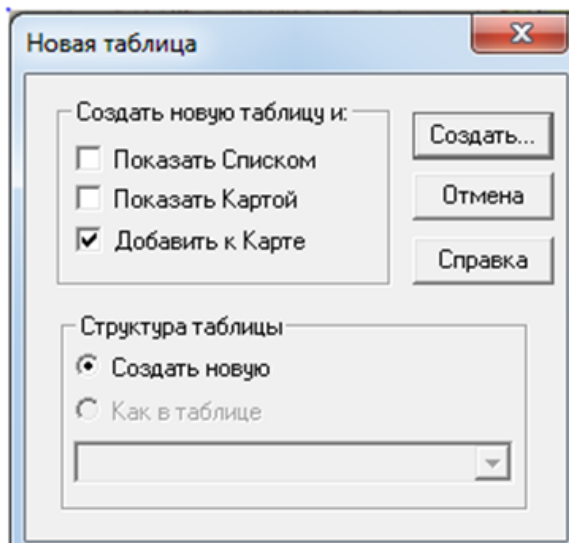 Новая таблица
Создать новую таблицу и:
Показать Списком
Показать Картой
Добавить к Карте
Создать...
Отмена
Справка
Структура таблицы
Создать новую
Как в таблице